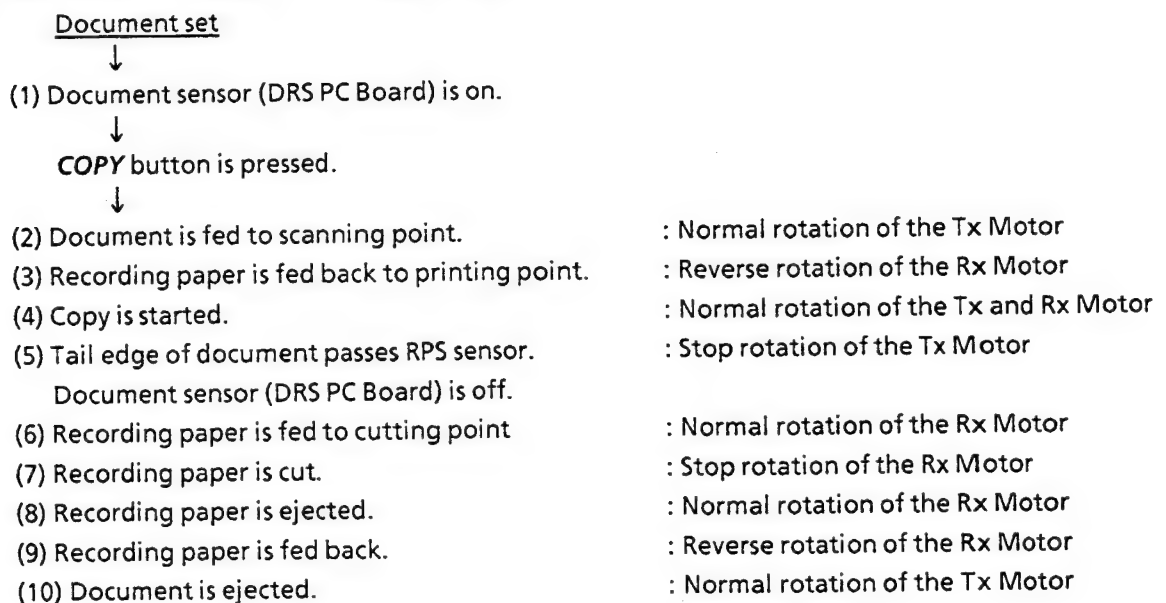 Document set
↓
(1) Document sensor (DRS PC Board) is on.
↓
COPY button is pressed.
↓
(2) Document is fed to scanning point. : Normal rotation of the Tx Motor
(3) Recording paper is fed back to printing point. : Reverse rotation of the Rx Motor
(4) Copy is started. : Normal rotation of the Tx and Rx Motor
(5) Tail edge of document passes RPS sensor. : Stop rotation of the Tx Motor
Document sensor (DRS PC Board) is off.
(6) Recording paper is fed to cutting point : Normal rotation of the Rx Motor
(7) Recording paper is cut. : Stop rotation of the Rx Motor
(8) Recording paper is ejected. : Normal rotation of the Rx Motor
(9) Recording paper is fed back. : Reverse rotation of the Rx Motor
(10) Document is ejected. : Normal rotation of the Tx Motor